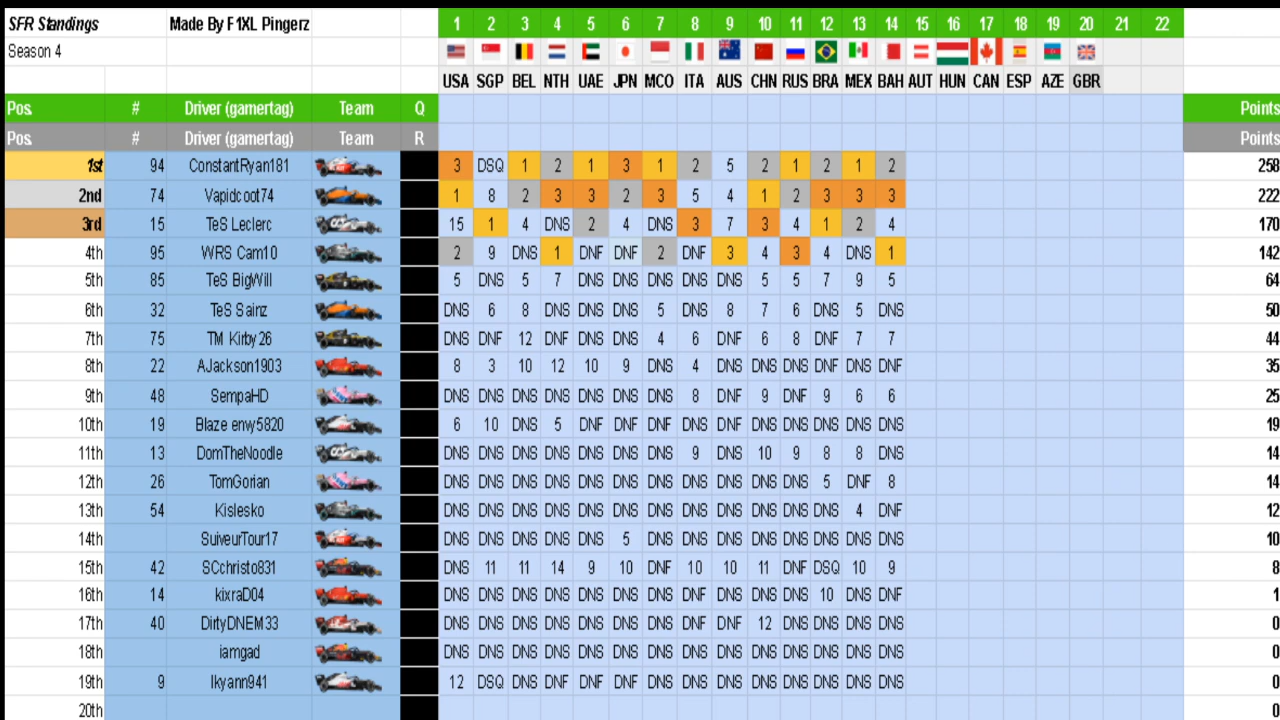 SFR Standings Made By F1XL Pingerz 1 2 3 4 5 6 7 8 9 10 11 12 13 14 15 16 17 18 19 20 21 22
Season 4
USA SGP BEL NTH UAE JPN MCO ITA AUS CHN RUS BRA MEX BAH AUT HUN CAN ESP AZE GBR
Pos. # Driver (gamertag) Team Q Points
Pos. # Driver (gamertag) Team R Points
1st 94 ConstantRyan181 3 DSQ 1 2 1 3 1 2 5 2 1 2 1 2 258
2nd 74 Vapidcoot74 1 8 2 3 3 2 3 5 4 1 2 3 3 3 222
3rd 15 TeS Leclerc 15 1 4 DNS 2 4 DNS 3 7 3 4 1 2 4 170
4th 95 WRS Cam10 2 9 DNS 1 DNF DNF 2 DNF 3 4 3 4 DNS 1 142
5th 85 TeS BigWill 5 DNS 5 7 DNS DNS DNS DNS DNS 5 5 7 9 5 64
6th 32 TeS Sainz DNS 6 8 DNS DNS DNS 5 DNS 8 7 6 DNS 5 DNS 50
7th 75 TM Kirby26 DNS DNF 12 DNF DNS DNS 4 6 DNF 6 8 DNF 7 7 44
8th 22 AJackson1903 8 3 10 12 10 9 DNS 4 DNS DNS DNS DNF DNS DNF 35
9th 48 SempaHD DNS DNS DNS DNS DNS DNS DNS 8 DNF 9 DNF 9 6 6 25
10th 19 Blaze envy5820 6 10 DNS 5 DNF DNF DNF DNS DNF DNS DNS DNS DNS DNS 19
11th 13 DomTheNoodle DNS DNS DNS DNS DNS DNS DNS 9 DNS 10 9 8 8 DNS 14
12th 26 TomGorian DNS DNS DNS DNS DNS DNS DNS DNS DNS DNS DNS 5 DNF 8 14
13th 54 Kislesko DNS DNS DNS DNS DNS DNS DNS DNS DNS DNS DNS DNS 4 DNF 12
14th SuiveurTour17 DNS DNS DNS DNS DNS 5 DNS DNS DNS DNS DNS DNS DNS DNS 10
15th 42 SCchristo831 DNS 11 11 14 9 10 DNF 10 10 11 DNF DSQ 10 9 8
16th 14 kixraD04 DNS DNS DNS DNS DNS DNS DNS DNF DNS DNS DNS 10 DNS DNF 1
17th 40 DirtyDNEM33 DNS DNS DNS DNS DNS DNS DNS DNF DNF 12 DNS DNS DNS DNS 0
18th iamgad DNS DNS DNS DNS DNS DNS DNS DNS DNS DNS DNS DNS DNS DNS 0
19th 9 Ikyann941 12 DSQ DNS DNF DNF DNF DNS DNS DNS DNS DNS DNS DNS DNS 0
20th 0